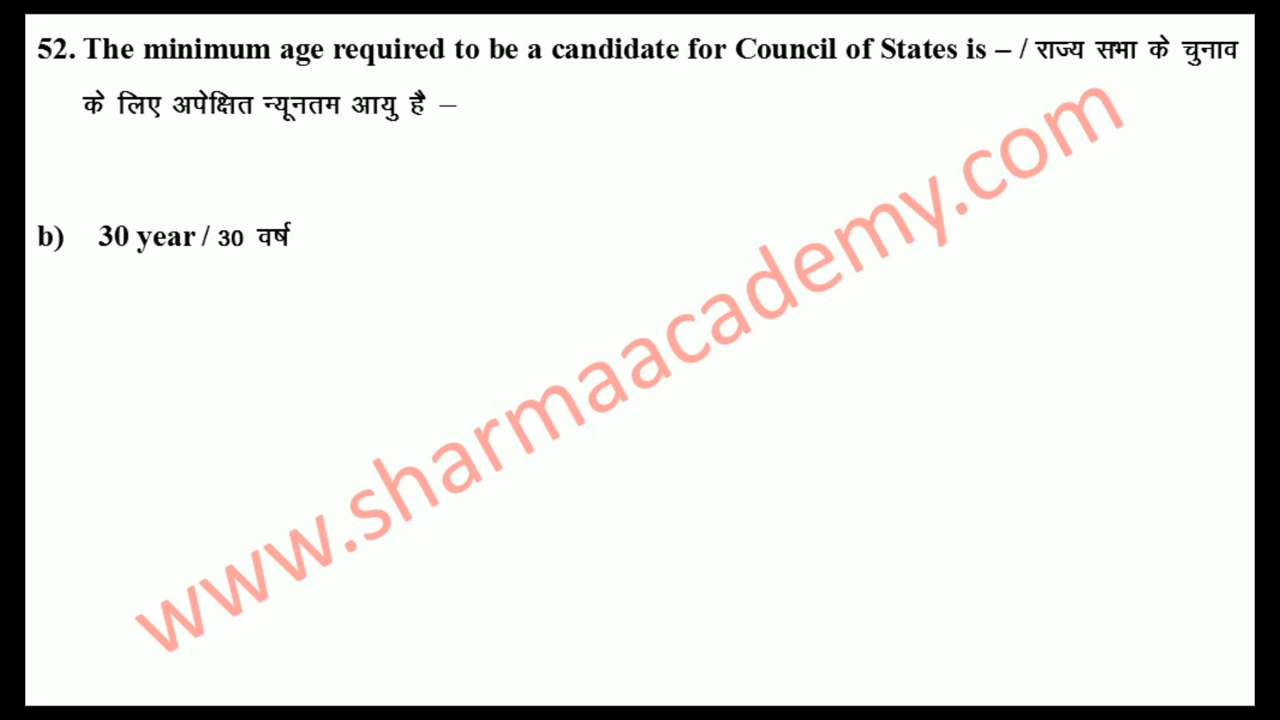 52. The minimum age required to be a candidate for Council of States is – / राज्य सभा के चुनाव
के लिए अपेक्षित न्यूनतम आयु है –
b) 30 year / 30 वर्ष
www.sharmaacademy.com